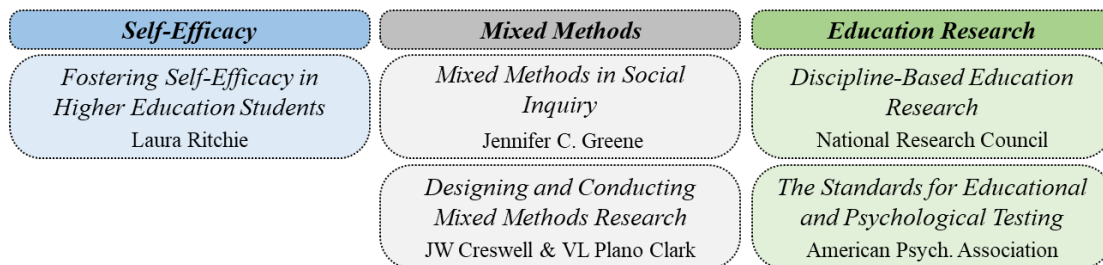 Self-Efficacy
Fostering Self-Efficacy in
Higher Education Students
Laura Ritchie
Mixed Methods
Mixed Methods in Social
Inquiry
Jennifer C. Greene
Designing and Conducting
Mixed Methods Research
JW Creswell & VL Plano Clark
Education Research
Discipline-Based Education
Research
National Research Council
The Standards for Educational
and Psychological Testing
American Psych. Association